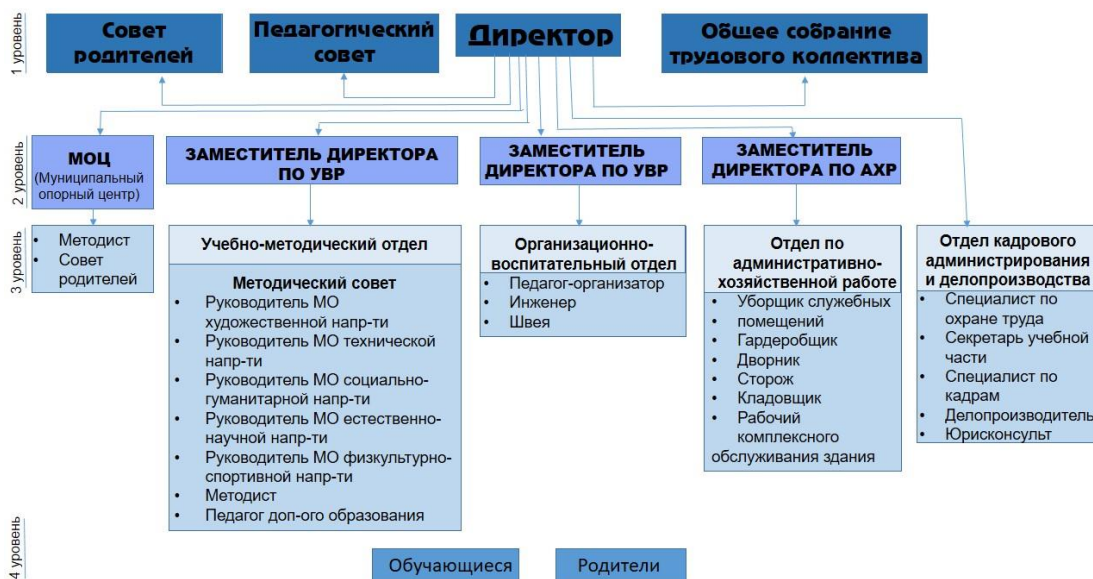 1 уровень
Совет
родителей
Педагогический
совет
Директор
Общее собрание
трудового коллектива
2 уровень
МОЦ
(Муниципальный
опорный центр)
ЗАМЕСТИТЕЛЬ ДИРЕКТОРА
ПО УВР
ЗАМЕСТИТЕЛЬ
ДИРЕКТОРА ПО УВР
ЗАМЕСТИТЕЛЬ
ДИРЕКТОРА ПО АХР
3 уровень
• Методист
• Совет
родителей
Учебно-методический отдел
Методический совет
• Руководитель МО
художественной напр-ти
• Руководитель МО технической
напр-ти
• Руководитель МО социально-
гуманитарной напр-ти
• Руководитель МО естественно-
научной напр-ти
• Руководитель МО физкультурно-
спортивной напр-ти
• Методист
• Педагог доп-ого образования
Организационно-
воспитательный отдел
• Педагог-организатор
• Инженер
• Швея
Отдел по
административно-
хозяйственной работе
• Уборщик служебных
• помещений
• Гардеробщик
• Дворник
• Сторож
• Кладовщик
• Рабочий
комплексного
обслуживания здания
Отдел кадрового
администрирования
и делопроизводства
• Специалист по
охране труда
• Секретарь учебной
части
• Специалист по
кадрам
• Делопроизводитель
• Юрисконсульт
4 уровень
Обучающиеся
Родители